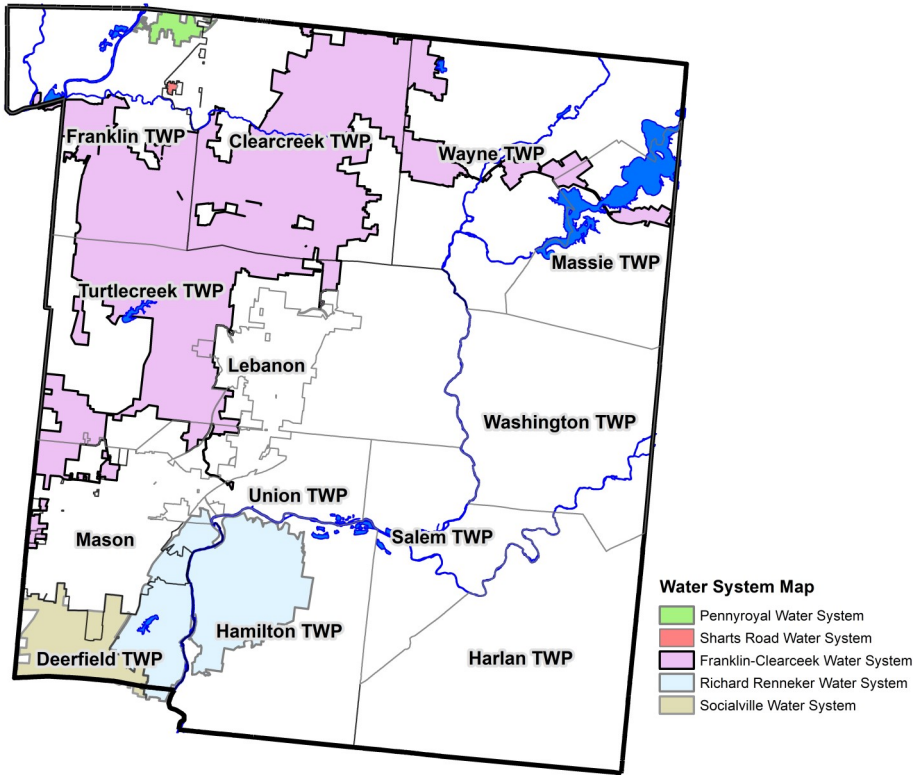 Franklin TWP
Clearcreek TWP
Wayne TWP
Massie TWP
Turtlecreek TWP
Lebanon
Washington TWP
Union TWP
Mason
Salem TWP
Hamilton TWP
Deerfield TWP
Harlan TWP
Water System Map
Pennyroyal Water System
Sharts Road Water System
Franklin-Clearceek Water System
Richard Renneker Water System
Socialville Water System